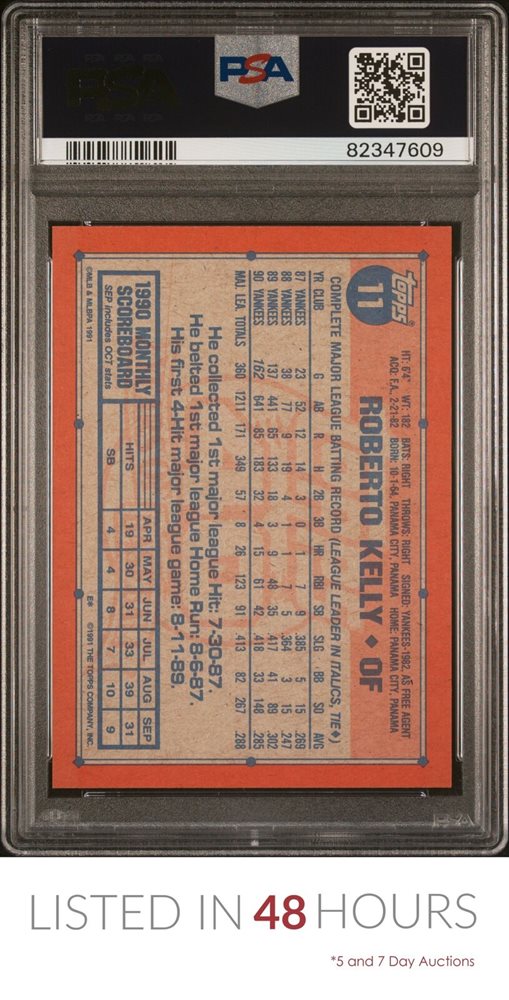 PSA
82347609
topps®
11
HT: 6'4" WT: 182 BATS: RIGHT THROWS: RIGHT SIGNED: YANKEES-1982, AS FREE AGENT
ACQ: F.A., 2-21-82 BORN: 10-1-64, PANAMA CITY, PANAMA HOME: PANAMA CITY, PANAMA
ROBERTO KELLY ♦ OF
COMPLETE MAJOR LEAGUE BATTING RECORD (LEAGUE LEADER IN ITALICS, TIE♦)
YR CLUB G AB R H 2B 3B HR RBI SB SLG BB SO AVG
87 YANKEES 23 52 12 14 3 0 1 7 9 .385 5 15 .269
88 YANKEES 38 77 9 19 4 1 1 7 5 .364 3 15 .247
89 YANKEES 137 441 65 133 18 3 9 48 35 .417 41 89 .302
90 YANKEES 162 641 85 183 32 4 15 61 42 .418 33 148 .285
MAJ. LEA. TOTALS 360 1211 171 349 57 8 26 123 91 .413 82 267 .288
He collected 1st major league Hit: 7-30-87.
He belted 1st major league Home Run: 8-6-87.
His first 4-Hit major league game: 8-11-89.
1990 MONTHLY SCOREBOARD
SEP includes OCT stats
APR MAY JUN JUL AUG SEP
HITS 19 30 31 33 39 31
SB 4 4 8 7 10 9
©MLB & MLBPA 1991
E* ©1991 THE TOPPS COMPANY, INC.
LISTED IN 48 HOURS
*5 and 7 Day Auctions